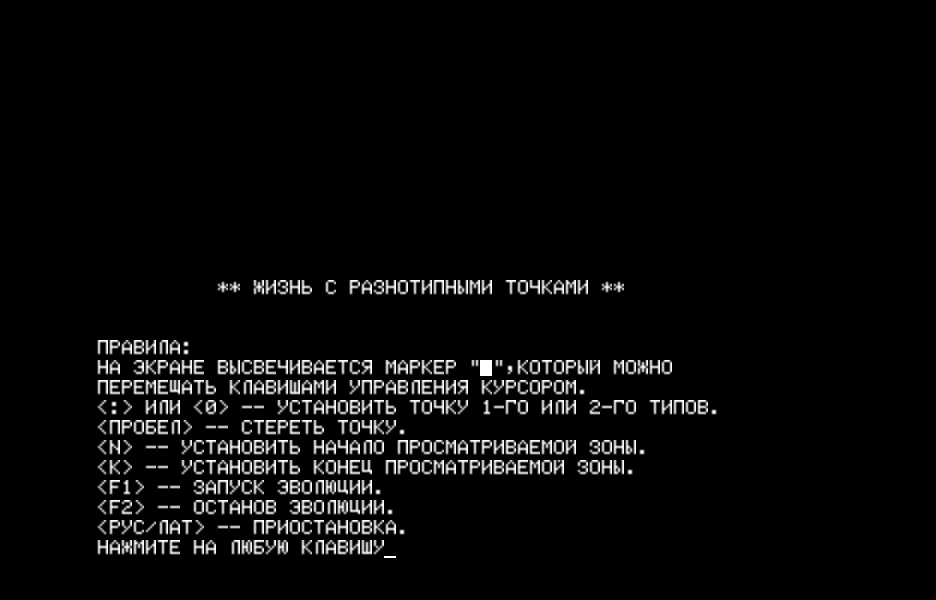 ** ЖИЗНЬ С РАЗНОТИПНЫМИ ТОЧКАМИ **
ПРАВИЛА:
НА ЭКРАНЕ ВЫСВЕЧИВАЕТСЯ МАРКЕР "█",КОТОРЫЙ МОЖНО
ПЕРЕМЕЩАТЬ КЛАВИШАМИ УПРАВЛЕНИЯ КУРСОРОМ.
<:> ИЛИ <0> -- УСТАНОВИТЬ ТОЧКУ 1-ГО ИЛИ 2-ГО ТИПОВ.
<ПРОБЕЛ> -- СТЕРЕТЬ ТОЧКУ.
<N> -- УСТАНОВИТЬ НАЧАЛО ПРОСМАТРИВАЕМОЙ ЗОНЫ.
<K> -- УСТАНОВИТЬ КОНЕЦ ПРОСМАТРИВАЕМОЙ ЗОНЫ.
<F1> -- ЗАПУСК ЭВОЛЮЦИИ.
<F2> -- ОСТАНОВ ЭВОЛЮЦИИ.
<РУС/ЛАТ> -- ПРИОСТАНОВКА.
НАЖМИТЕ НА ЛЮБУЮ КЛАВИШУ_